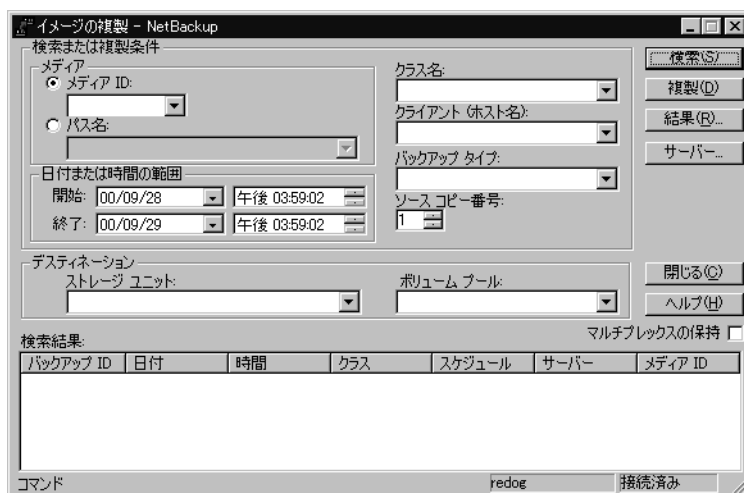 イメージの複製 - NetBackup
検索または複製条件
メディア
メディア ID:
パス名:
日付または時間の範囲
開始: 00/09/28 午後 03:59:02
終了: 00/09/29 午後 03:59:02
クラス名:
クライアント (ホスト名):
バックアップ タイプ:
ソース コピー番号:
1
検索(S)
複製(D)
結果(R)...
サーバー...
デスティネーション
ストレージ ユニット:
ボリューム プール:
閉じる(C)
ヘルプ(H)
マルチプレックスの保持
検索結果:
バックアップ ID 日付 時間 クラス スケジュール サーバー メディア ID
コマンド redog 接続済み